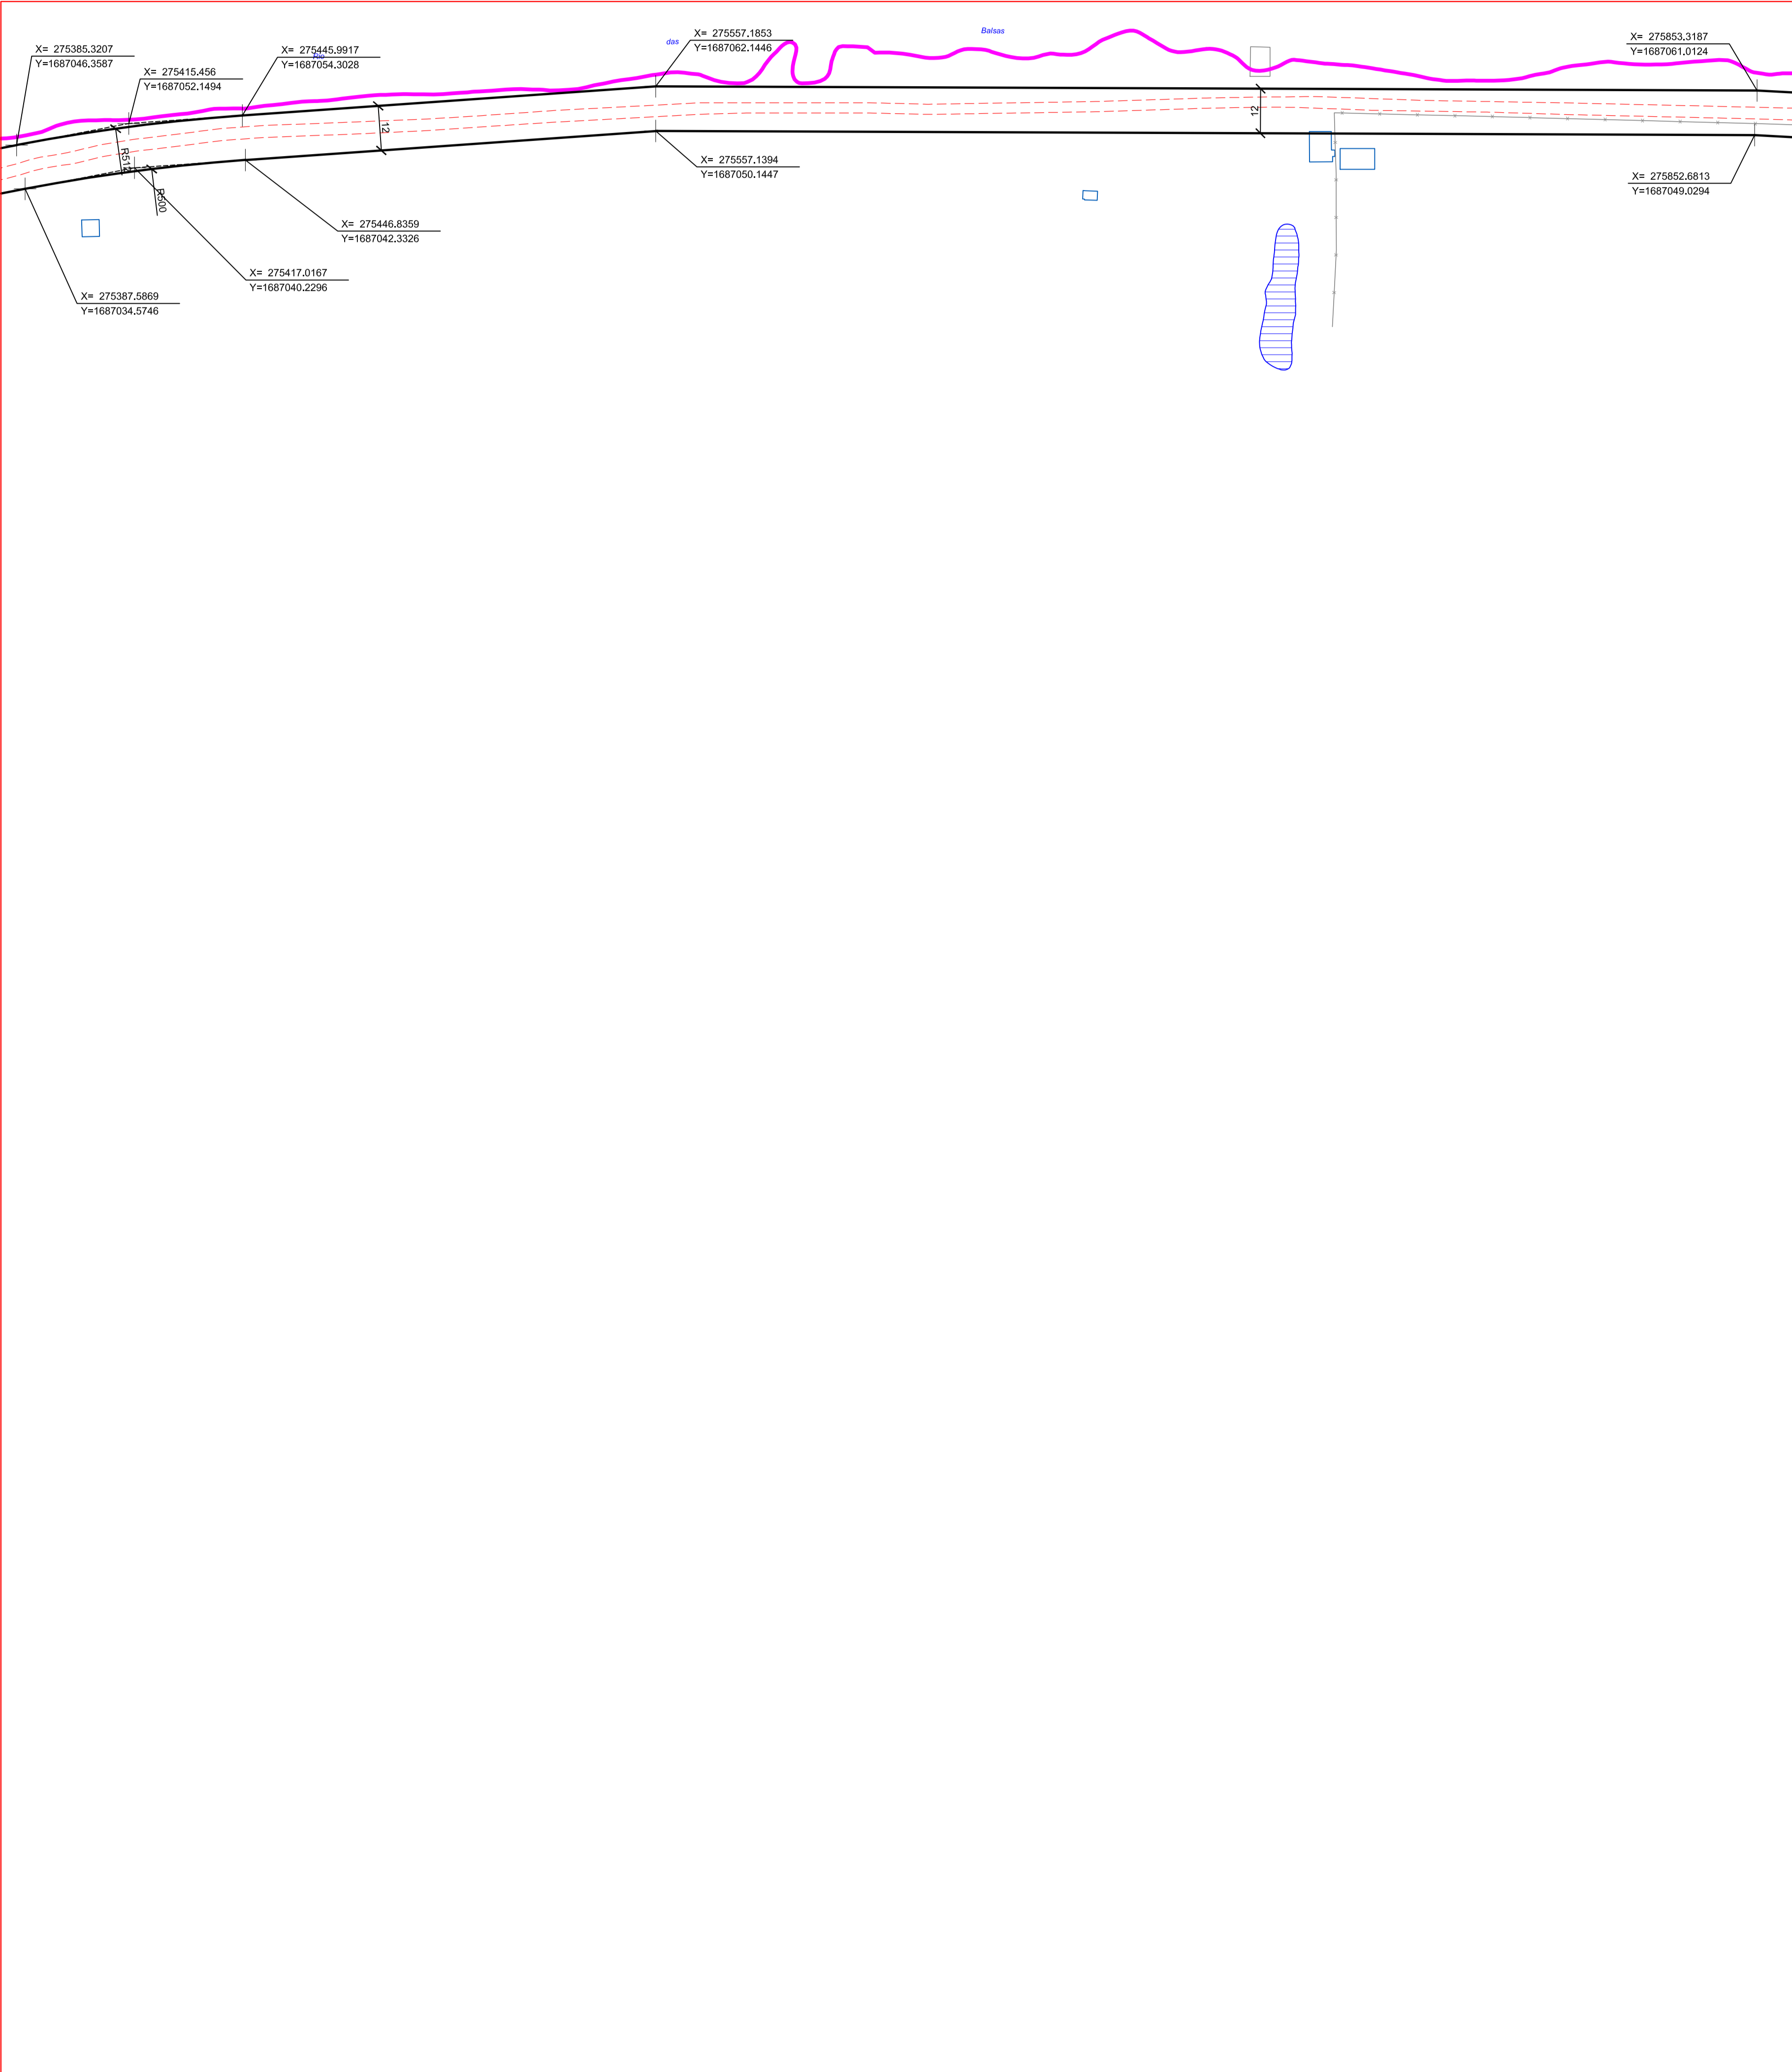 X= 275385.3207
Y=1687046.3587
X= 275415.456
Y=1687052.1494
X= 275445.9917
Rio
Y=1687054.3028
das
X= 275557.1853
Y=1687062.1446
Balsas
X= 275853.3187
Y=1687061.0124
R512
12
12
R500
X= 275557.1394
Y=1687050.1447
X= 275852.6813
Y=1687049.0294
X= 275446.8359
Y=1687042.3326
X= 275417.0167
Y=1687040.2296
X= 275387.5869
Y=1687034.5746